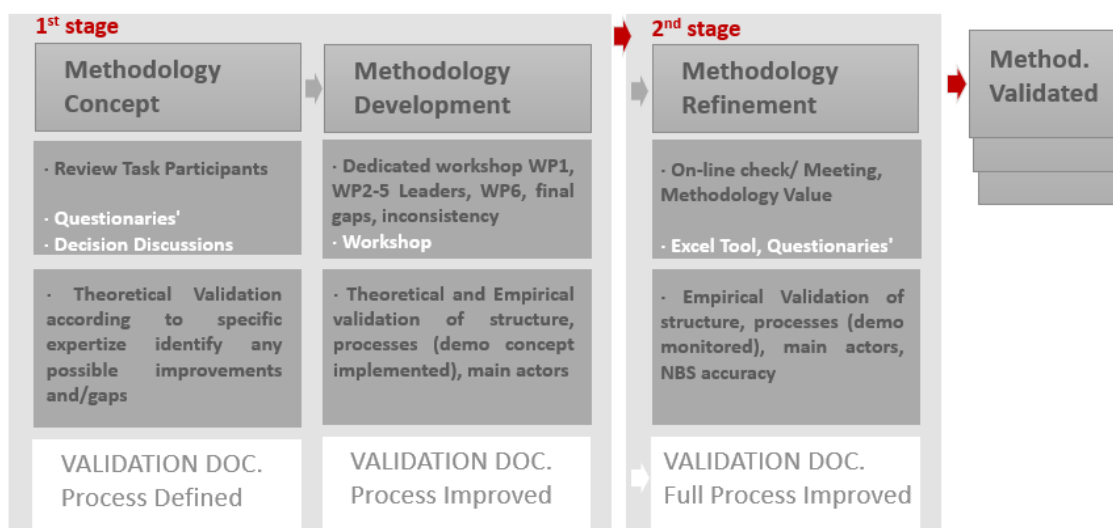 1st stage
Methodology
Concept
· Review Task Participants
· Questionaries'
· Decision Discussions
· Theoretical Validation
according to specific
expertize identify any
possible improvements
and/gaps
VALIDATION DOC.
Process Defined
Methodology
Development
· Dedicated workshop WP1,
WP2-5 Leaders, WP6, final
gaps, inconsistency
· Workshop
· Theoretical and Empirical
validation of structure,
processes (demo concept
implemented), main actors
VALIDATION DOC.
Process Improved
2nd stage
Methodology
Refinement
· On-line check/ Meeting,
Methodology Value
· Excel Tool, Questionaries'
· Empirical Validation of
structure, processes (demo
monitored), main actors,
NBS accuracy
VALIDATION DOC.
Full Process Improved
Method.
Validated